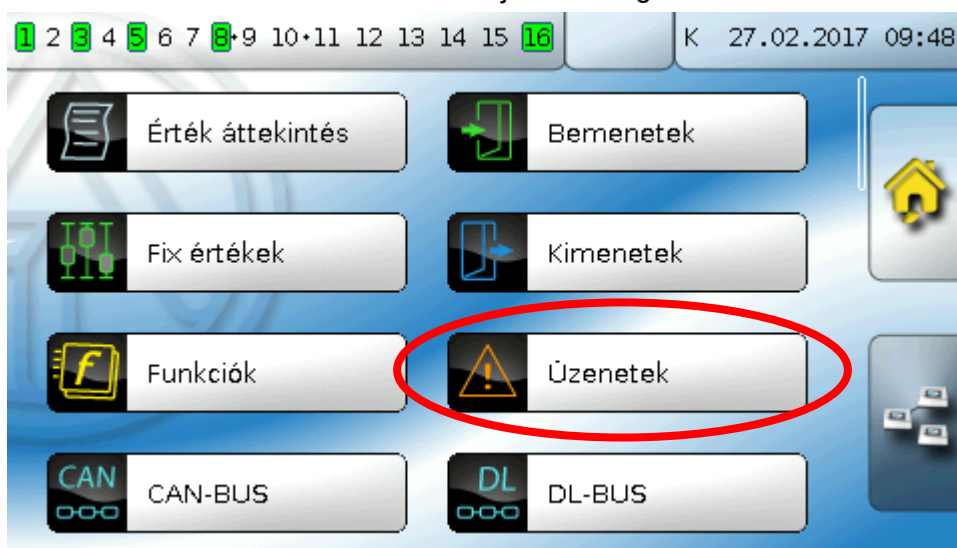 1 2 3 4 5 6 7 8·9 10·11 12 13 14 15 16 K 27.02.2017 09:48
Érték áttekintés Bemenetek
Fix értékek Kimenetek
Funkciók Üzenetek
CAN CAN-BUS DL DL-BUS